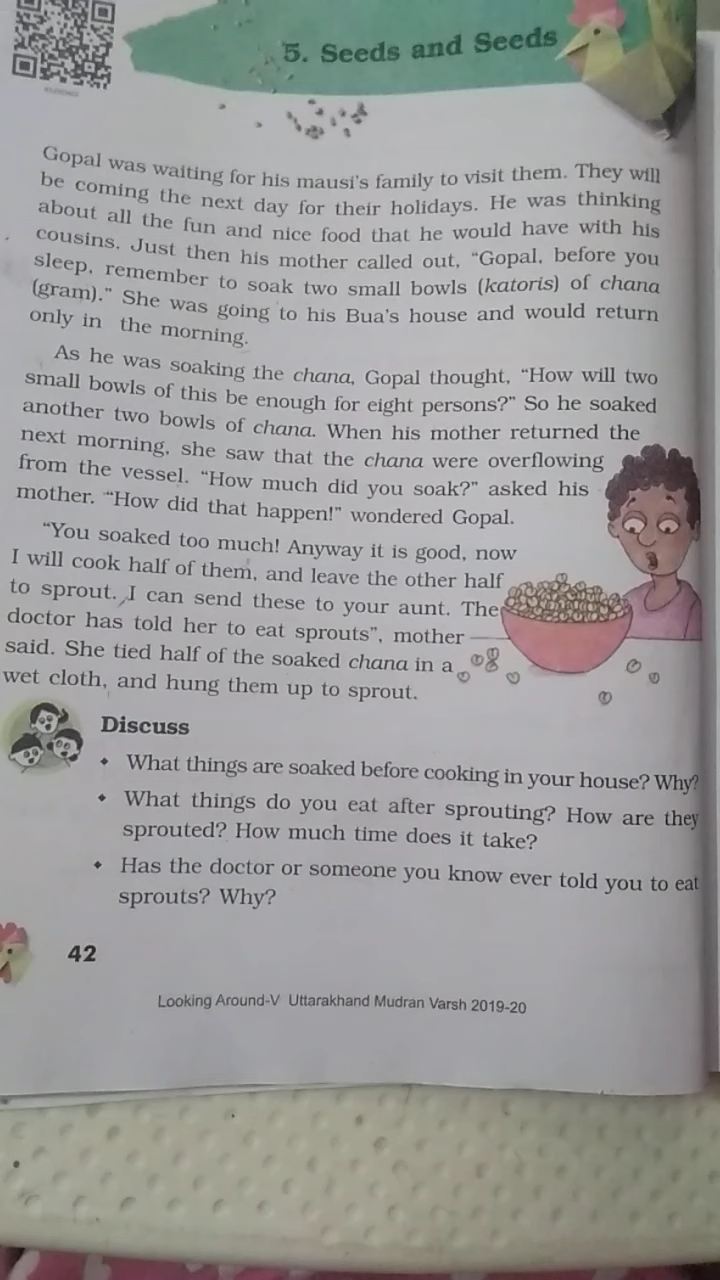 5. Seeds and Seeds
Gopal was waiting for his mausi's family to visit them. They will
be coming the next day for their holidays. He was thinking
about all the fun and nice food that he would have with his
cousins. Just then his mother called out, “Gopal, before you
sleep, remember to soak two small bowls (katoris) of chana
(gram).” She was going to his Bua's house and would return
only in the morning.
As he was soaking the chana, Gopal thought, “How will two
small bowls of this be enough for eight persons?” So he soaked
another two bowls of chana. When his mother returned the
next morning, she saw that the chana were overflowing
from the vessel. “How much did you soak?” asked his
mother. “How did that happen!” wondered Gopal.
“You soaked too much! Anyway it is good, now
I will cook half of them, and leave the other half
to sprout. I can send these to your aunt. The
doctor has told her to eat sprouts”, mother
said. She tied half of the soaked chana in a
wet cloth, and hung them up to sprout.
Discuss
• What things are soaked before cooking in your house? Why?
• What things do you eat after sprouting? How are they
sprouted? How much time does it take?
• Has the doctor or someone you know ever told you to eat
sprouts? Why?
42
Looking Around-V Uttarakhand Mudran Varsh 2019-20